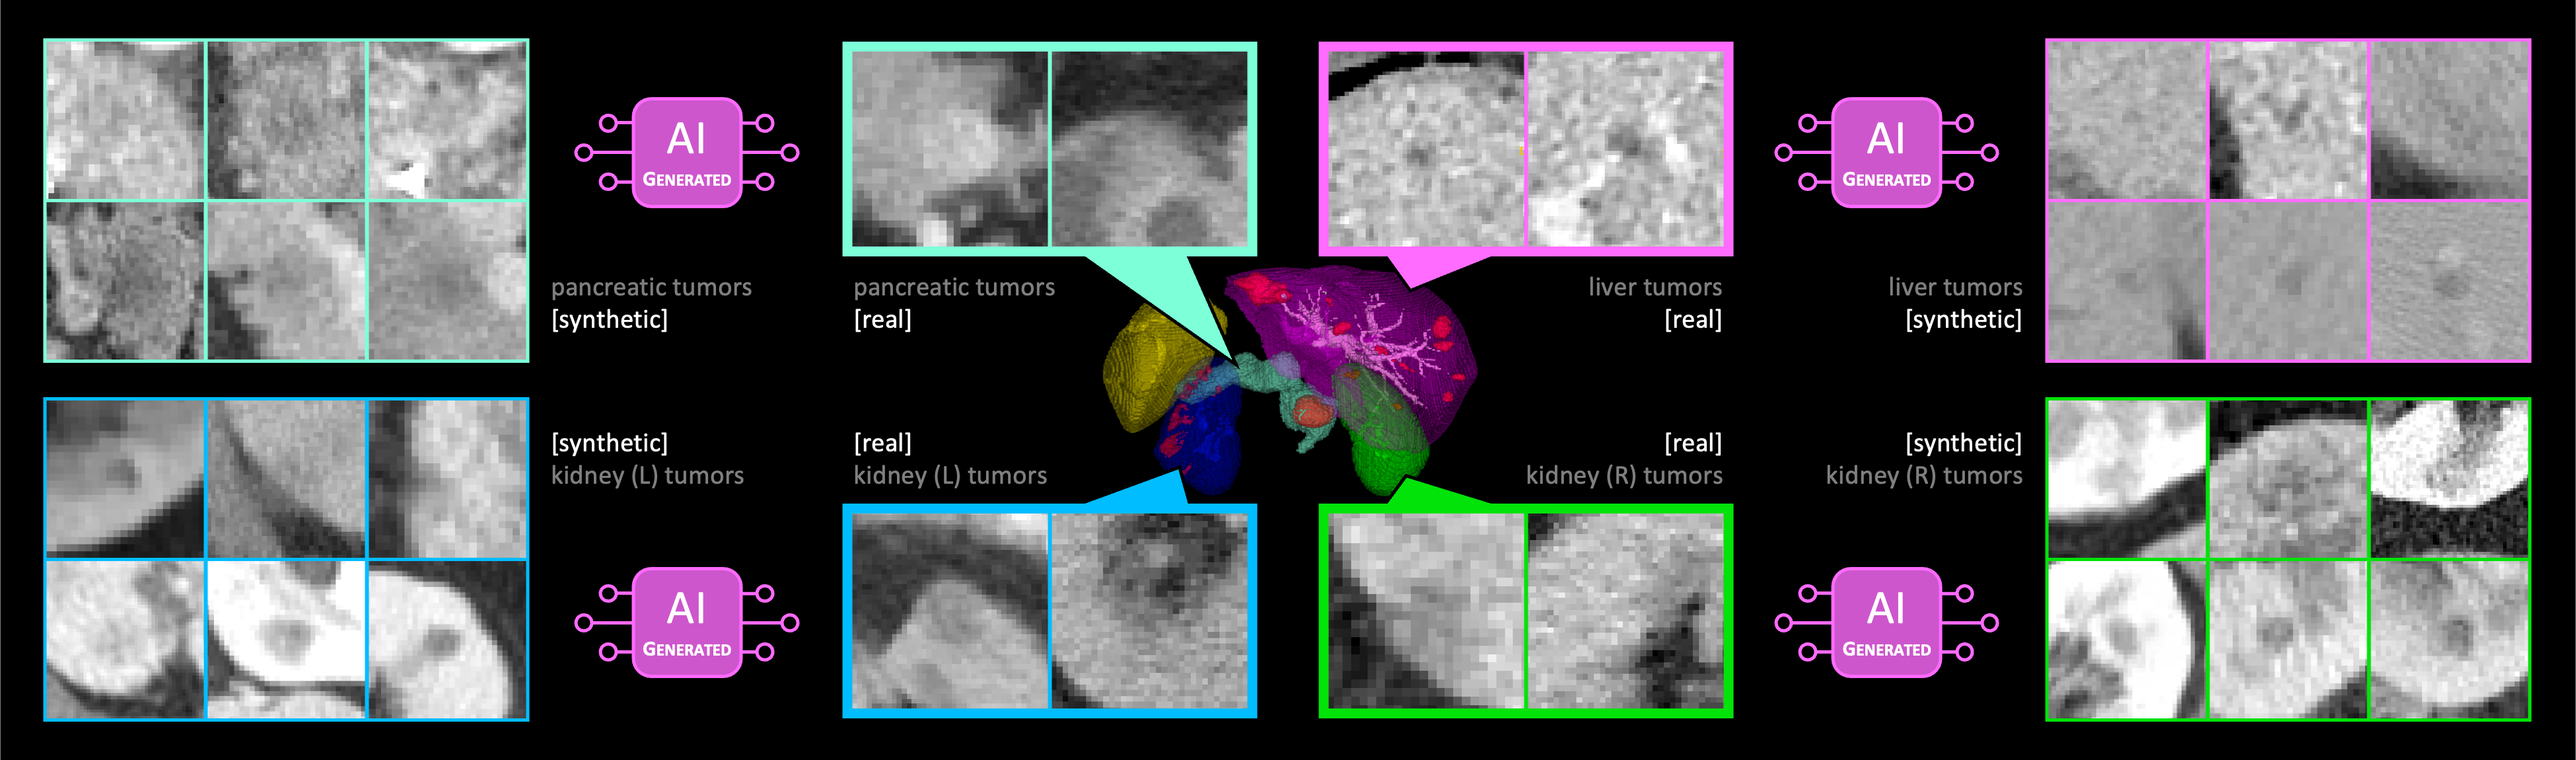 AI
GENERATED
AI
GENERATED
pancreatic tumors
[synthetic]
pancreatic tumors
[real]
liver tumors
[real]
liver tumors
[synthetic]
[synthetic]
kidney (L) tumors
[real]
kidney (L) tumors
[real]
kidney (R) tumors
[synthetic]
kidney (R) tumors
AI
GENERATED
AI
GENERATED